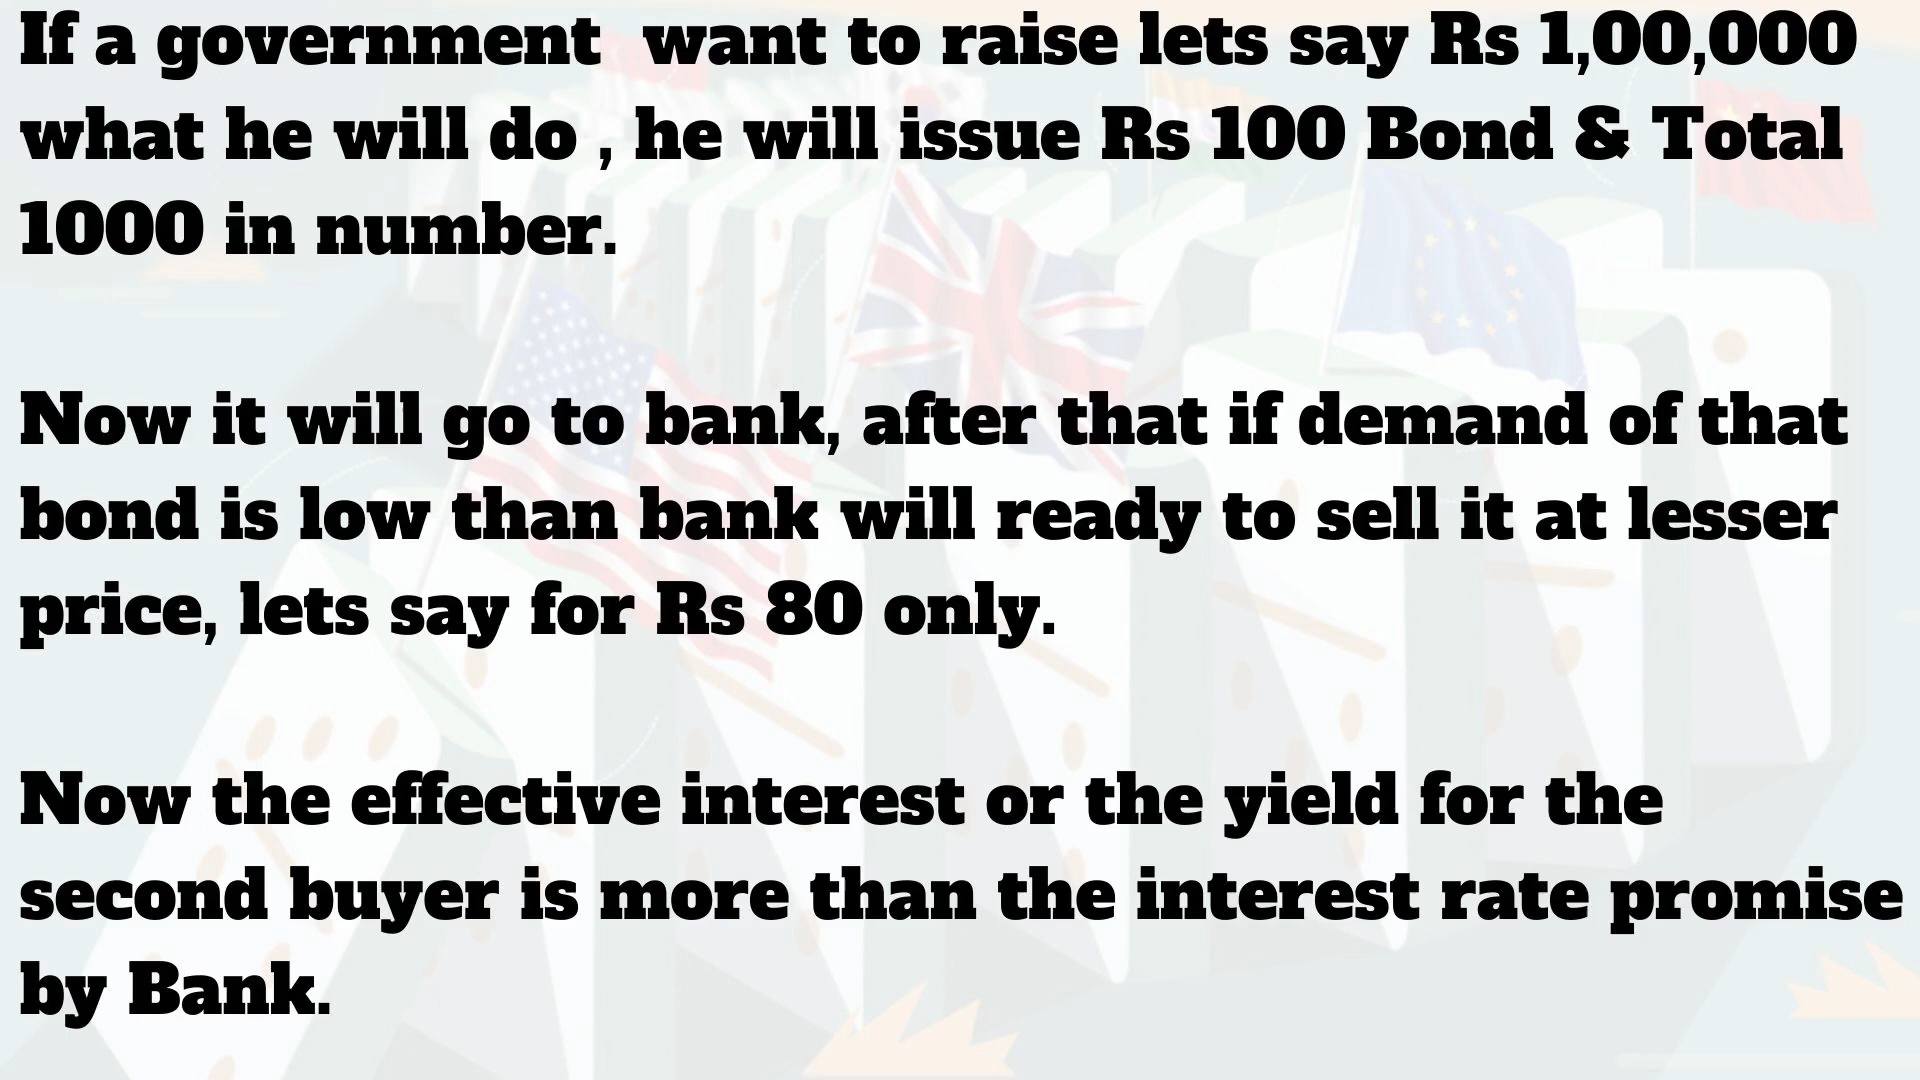 If a government  want to raise lets say Rs 1,00,000
what he will do , he will issue Rs 100 Bond & Total
1000 in number.
Now it will go to bank, after that if demand of that
bond is low than bank will ready to sell it at lesser
price, lets say for Rs 80 only.
Now the effective interest or the yield for the
second buyer is more than the interest rate promise
by Bank.